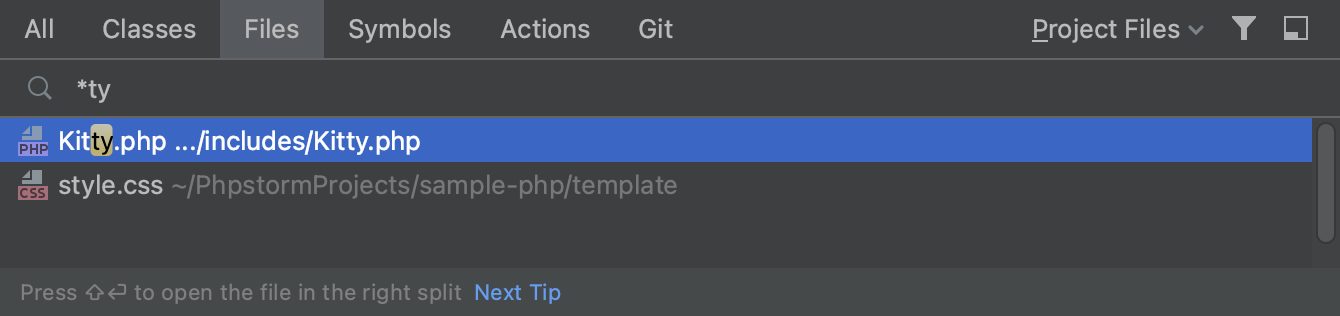 All Classes Files Symbols Actions Git Project Files
*ty
PHP Kitty.php .../includes/Kitty.php
CSS style.css ~/PhpstormProjects/sample-php/template
Press ⇧⏎ to open the file in the right split Next Tip